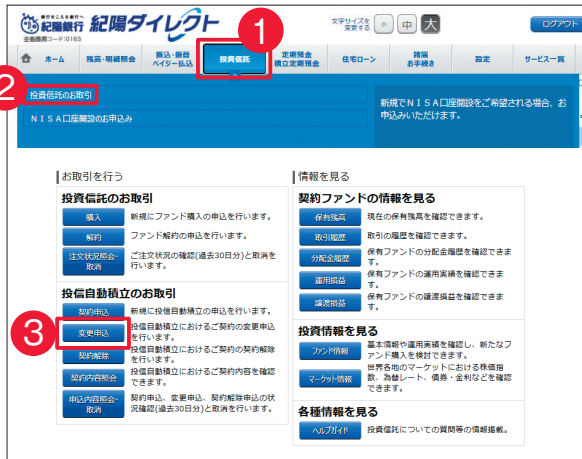 銀行をこえる銀行へ
紀陽銀行 紀陽ダイレクト
金融機関コード:0163
文字サイズを
変更する 小 中 大
ログアウト
1
ホーム 残高・明細照会 振込・振替 ペイジー払込 投資信託 定期預金 積立定期預金 住宅ローン 諸届 お手続き 設定 サービス一覧
2
投資信託のお取引
ＮＩＳＡ口座開設のお申込み
新規でＮＩＳＡ口座開設をご希望される場合、お
申込みいただけます。
お取引を行う
投資信託のお取引
購入 新規にファンド購入の申込を行います。
解約 ファンド解約の申込を行います。
注文状況照会・
取消
ご注文状況の確認(過去30日分)と取消を
行います。
投信自動積立のお取引
契約申込 新規に投信自動積立の申込を行います。
3
変更申込
投信自動積立におけるご契約の変更申込
を行います。
契約解除
投信自動積立におけるご契約の契約解除
を行います。
契約内容照会
投信自動積立におけるご契約内容を確認
できます。
申込内容照会・
取消
契約申込、変更申込、契約解除申込の状
況確認(過去30日分)と取消を行います。
情報を見る
契約ファンドの情報を見る
保有残高 現在の保有残高を確認できます。
取引履歴 取引の履歴を確認できます。
分配金履歴
保有ファンドの分配金履歴を確認できま
す。
運用損益
保有ファンドの運用実績を確認できま
す。
譲渡損益
保有ファンドの譲渡損益を確認できま
す。
投資情報を見る
ファンド情報
基本情報や運用実績を確認し、新たなフ
ァンド購入を検討できます。
マーケット情報
世界各地のマーケットにおける株価指
数、為替レート、債券・金利などを確認
できます。
各種情報を見る
ヘルプガイド 投資信託についての質問等の情報掲載。